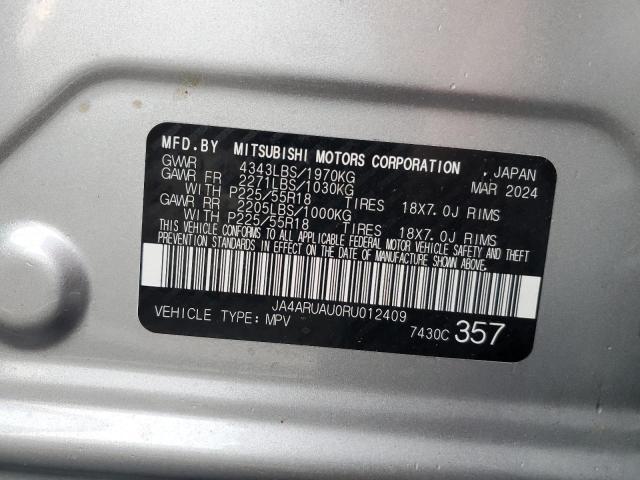 MFD.BY MITSUBISHI MOTORS CORPORATION , JAPAN
GVWR 4343LBS/1970KG MAR 2024
GAWR FR 2271LBS/1030KG
WITH P225/55R18 TIRES 18X7.0J RIMS
GAWR RR 2205LBS/1000KG
WITH P225/55R18 TIRES 18X7.0J RIMS
THIS VEHICLE CONFORMS TO ALL APPLICABLE FEDERAL MOTOR VEHICLE SAFETY AND THEFT
PREVENTION STANDARDS IN EFFECT ON THE DATE OF MANUFACTURE SHOWN ABOVE.
JA4ARUAU0RU012409
VEHICLE TYPE:MPV 7430C 357